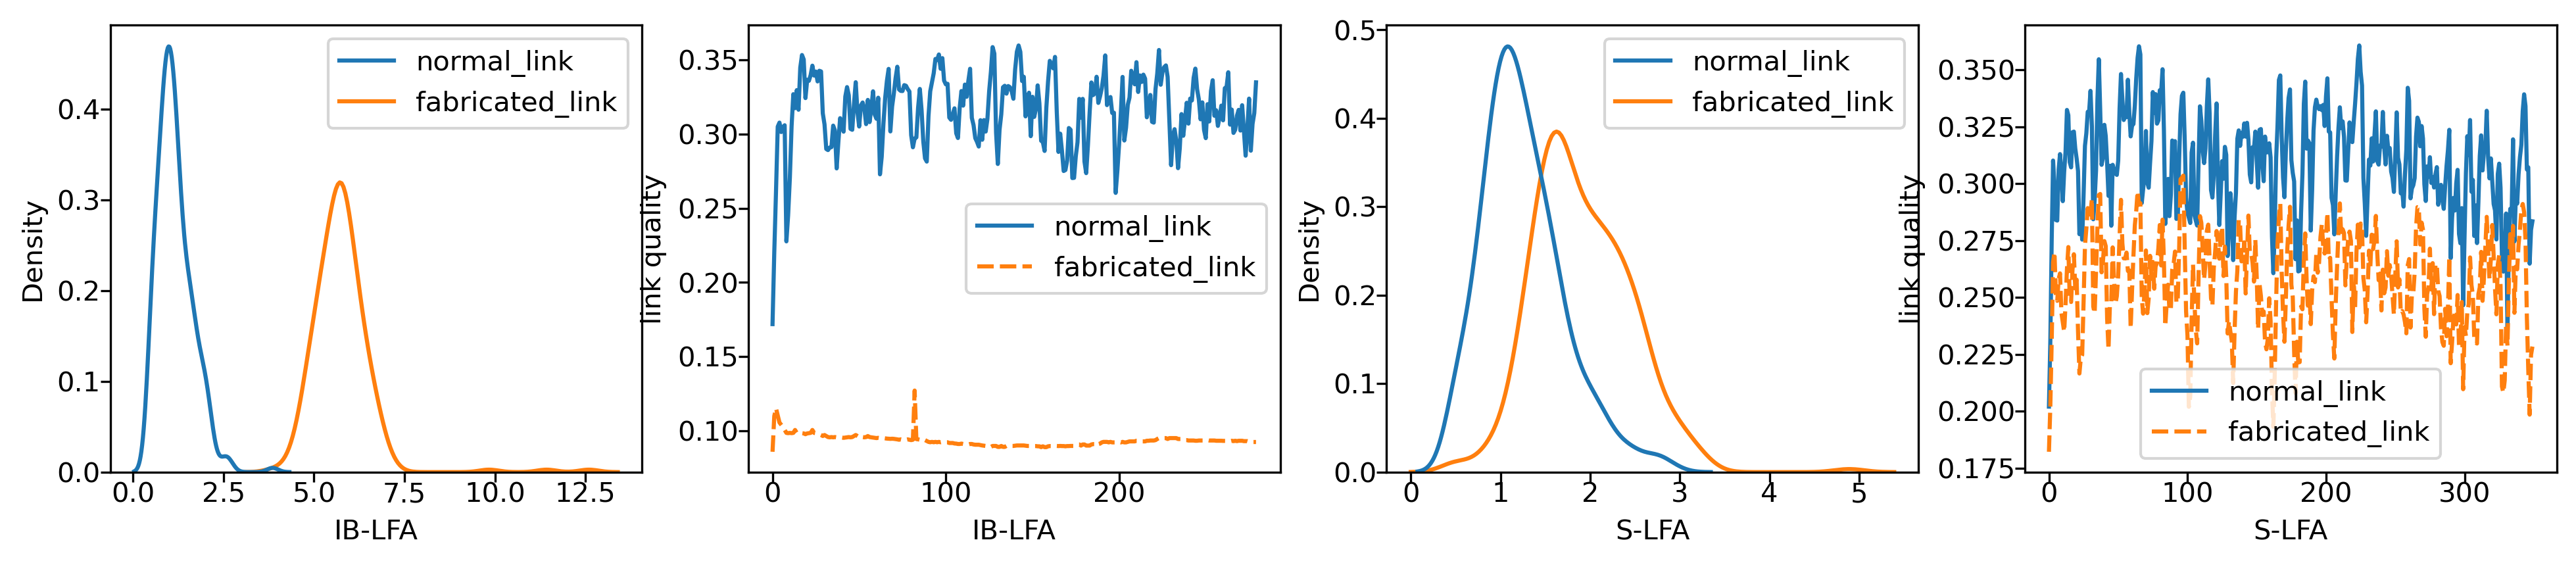 Density
0.4
0.3
0.2
0.1
0.0
0.0 2.5 5.0 7.5 10.0 12.5
IB-LFA
normal_link
fabricated_link
link quality
0.35
0.30
0.25
0.20
0.15
0.10
0 100 200
IB-LFA
normal_link
fabricated_link
Density
0.5
0.4
0.3
0.2
0.1
0.0
0 1 2 3 4 5
S-LFA
normal_link
fabricated_link
link quality
0.350
0.325
0.300
0.275
0.250
0.225
0.200
0.175
0 100 200 300
S-LFA
normal_link
fabricated_link